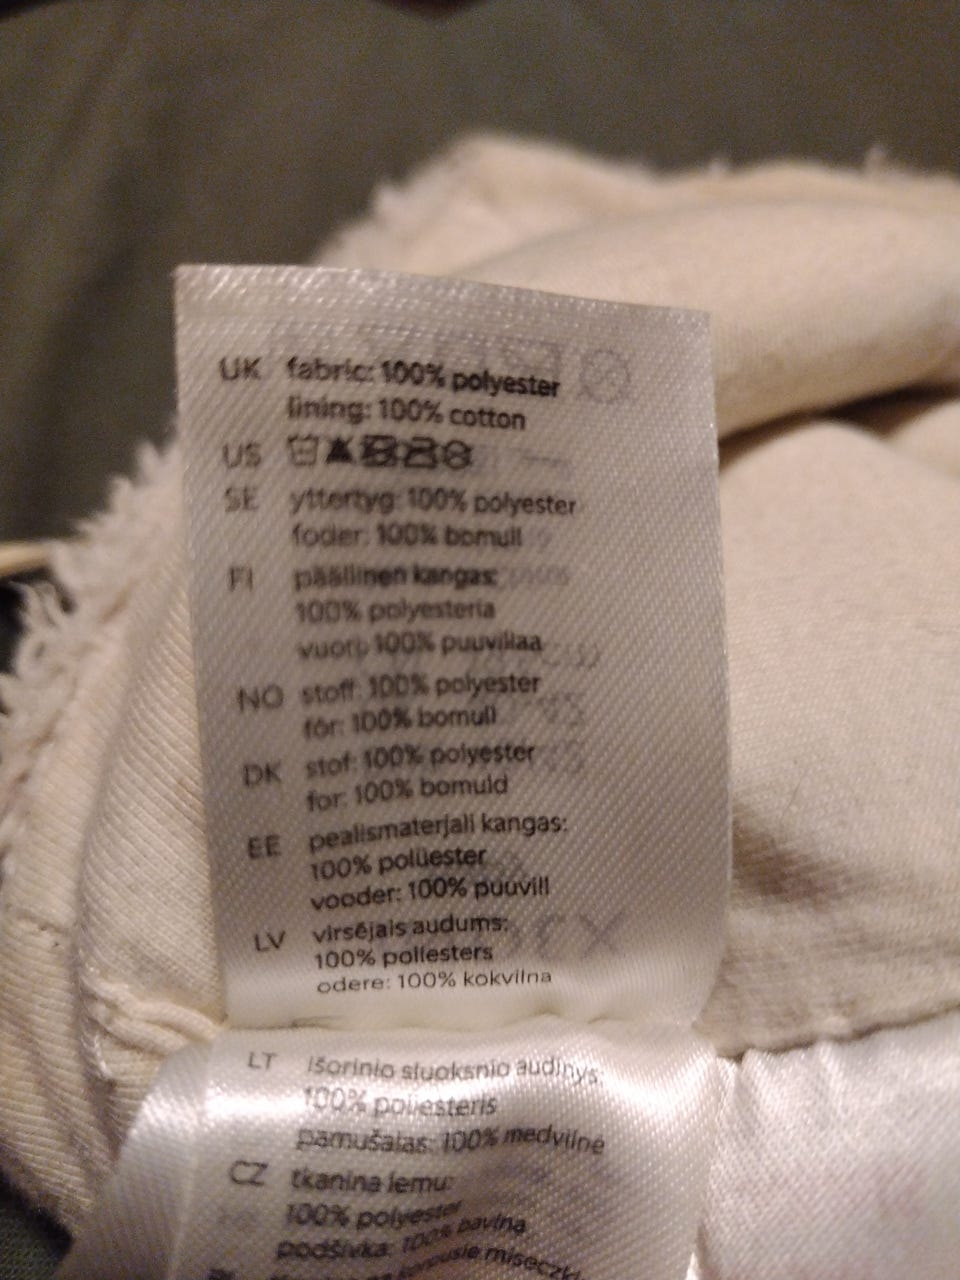 UK fabric: 100% polyester
lining: 100% cotton
US
SE yttertyg: 100% polyester
foder: 100% bomull
FI päällinen kangas:
100% polyesteria
vuori: 100% puuvillaa
NO stoff: 100% polyester
fôr: 100% bomull
DK stof: 100% polyester
for: 100% bomuld
EE pealismaterjali kangas:
100% polüester
vooder: 100% puuvill
LV virsējais audums:
100% poliesters
odere: 100% kokvilna
LT išorinio sluoksnio audinys:
100% poliesteris
pamušalas: 100% medvilnė
CZ tkanina lemu:
100% polyester
podšívka: 100% bavlna